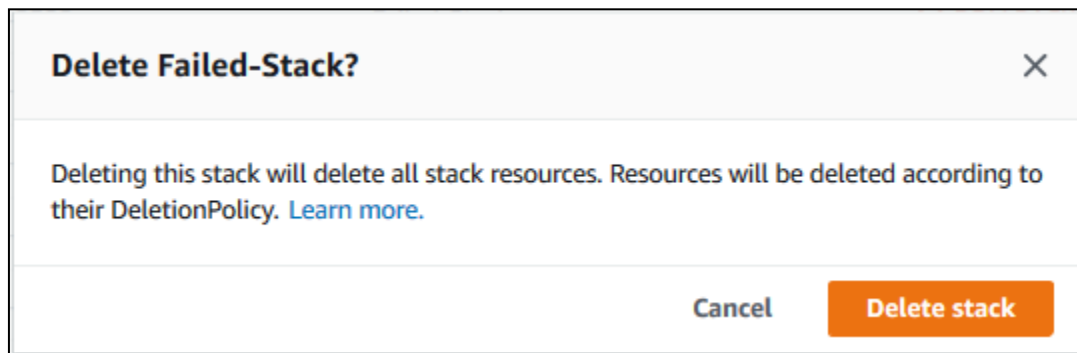 Delete Failed-Stack?
Deleting this stack will delete all stack resources. Resources will be deleted according to
their DeletionPolicy. Learn more.
Cancel
Delete stack